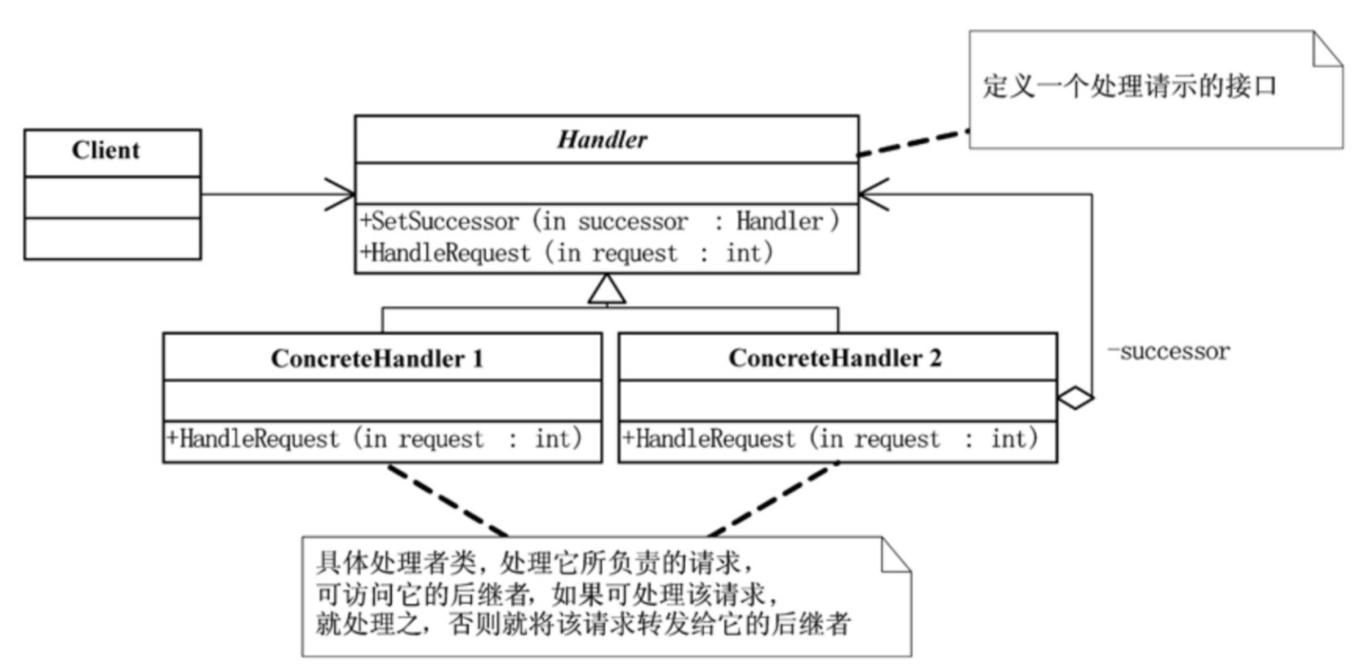 定义一个处理请示的接口
Client
Handler
+SetSuccessor (in successor : Handler)
+HandleRequest (in request : int)
ConcreteHandler 1
+HandleRequest (in request : int)
ConcreteHandler 2
+HandleRequest (in request : int)
-successor
具体处理者类，处理它所负责的请求，
可访问它的后继者，如果可处理该请求，
就处理之，否则就将该请求转发给它的后继者